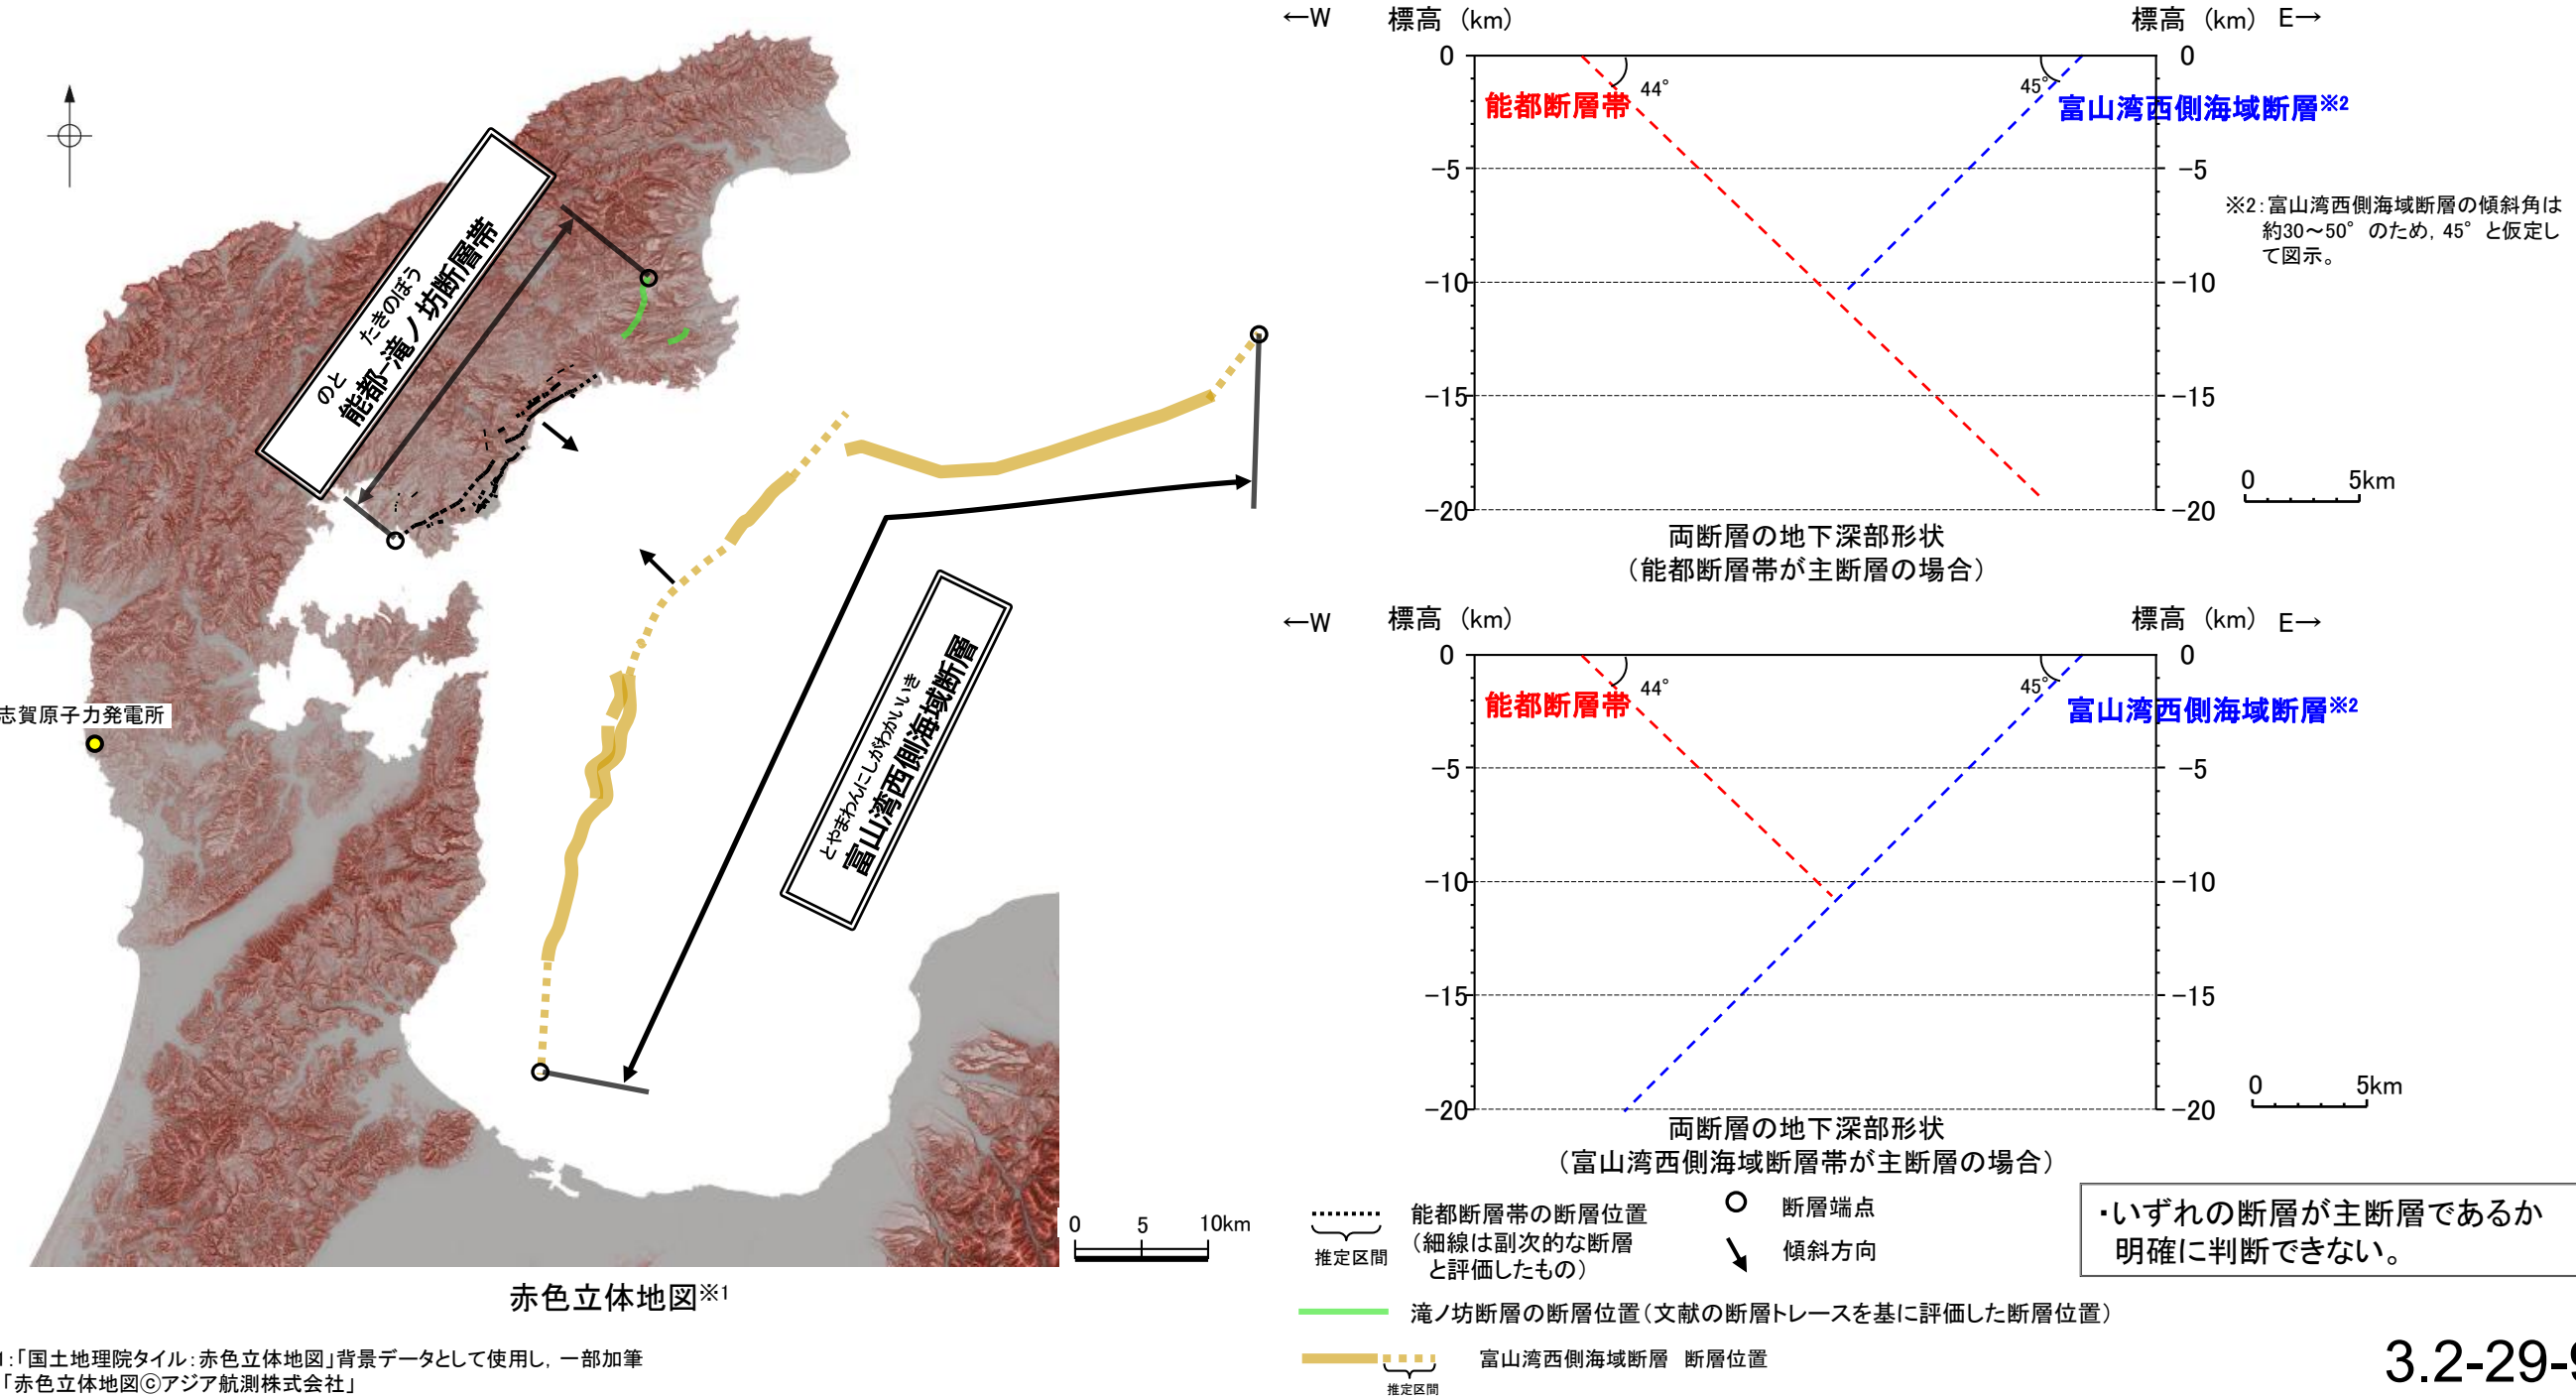 のと たきのぼう
能都-滝ノ坊断層帯
志賀原子力発電所
とやまわんにしがわかいいき
富山湾西側海域断層
0 5 10km
赤色立体地図※1
1:「国土地理院タイル:赤色立体地図」背景データとして使用し,一部加筆
「赤色立体地図©アジア航測株式会社」
←W 標高 (km) 標高 (km) E→
0 0
44° 45°
能都断層帯 富山湾西側海域断層※2
-5 -5
-10 -10
-15 -15
-20 -20
※2:富山湾西側海域断層の傾斜角は
約30～50° のため,45° と仮定し
て図示。
0 5km
両断層の地下深部形状
(能都断層帯が主断層の場合)
←W 標高 (km) 標高 (km) E→
0 0
44° 45°
能都断層帯 富山湾西側海域断層※2
-5 -5
-10 -10
-15 -15
-20 -20
0 5km
両断層の地下深部形状
(富山湾西側海域断層帯が主断層の場合)
能都断層帯の断層位置
(細線は副次的な断層
と評価したもの)
推定区間
断層端点
傾斜方向
・いずれの断層が主断層であるか
明確に判断できない。
滝ノ坊断層の断層位置(文献の断層トレースを基に評価した断層位置)
富山湾西側海域断層 断層位置
推定区間
3.2-29-9